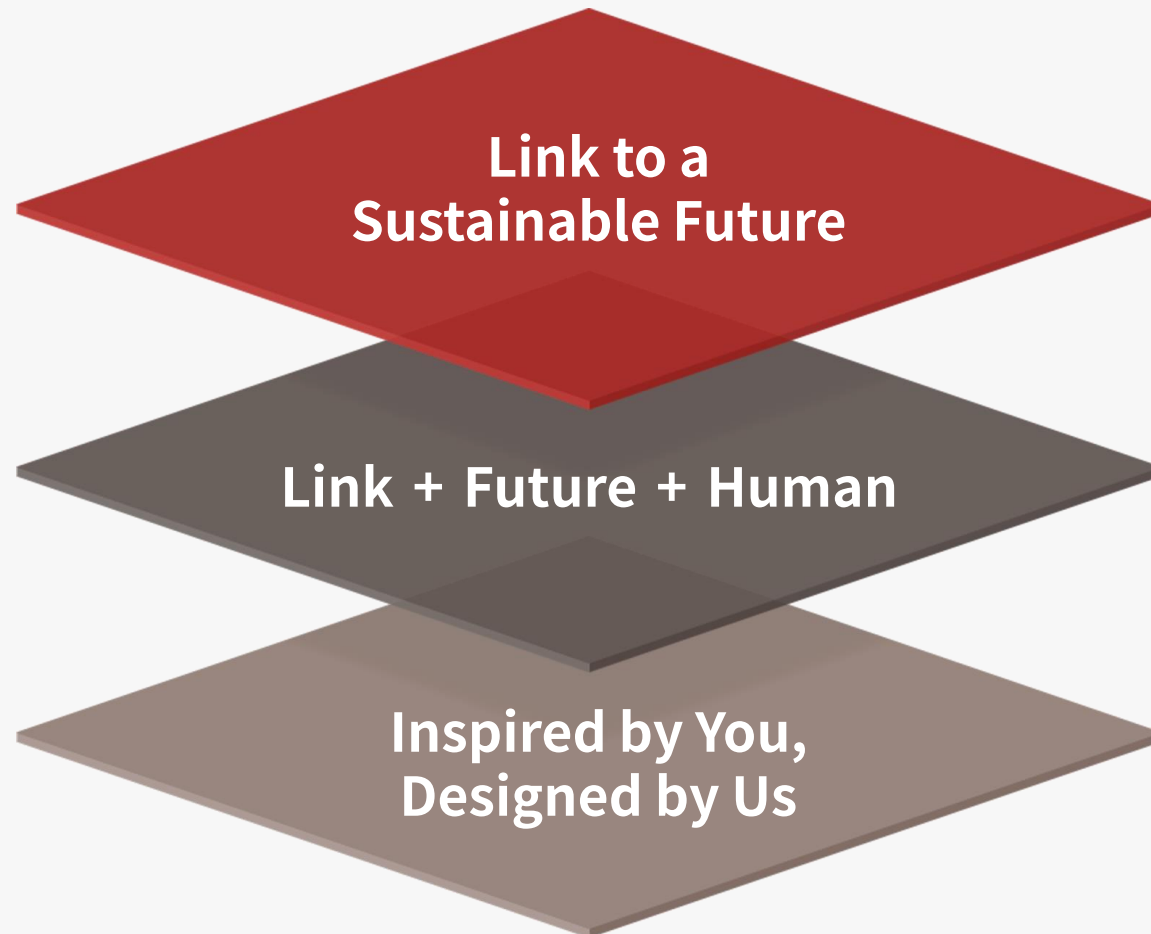 Link to a
Sustainable Future
Link + Future + Human
Inspired by You,
Designed by Us